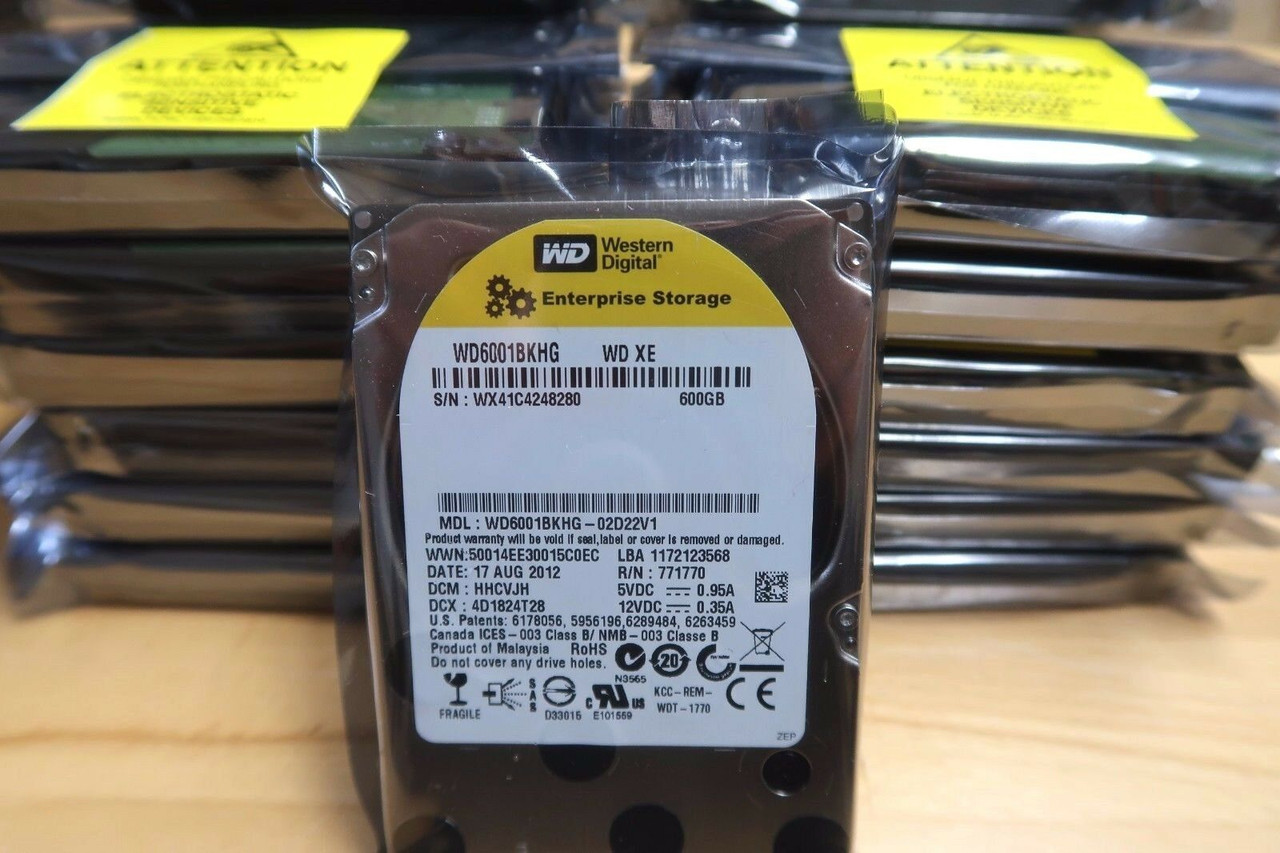 ATTENTION
ATTENTION
WD Western
Digital®
Enterprise Storage
WD6001BKHG WD XE
S/N : WX41C4248280 600GB
MDL : WD6001BKHG-02D22V1
Product warranty will be void if seal,label or cover is removed or damaged.
WWN:50014EE30015C0EC LBA 1172123568
DATE: 17 AUG 2012 R/N : 771770
DCM : HHCVJH 5VDC 0.95A
DCX : 4D1824T28 12VDC 0.35A
U.S. Patents: 6178056, 5956196,6289484, 6263459
Canada ICES-003 Class B/ NMB-003 Classe B
Product of Malaysia RoHS
Do not cover any drive holes.
20
N3565
FRAGILE
SAS
D33015
c US
E101559
KCC-REM-
WDT-1770
CE
ZEP